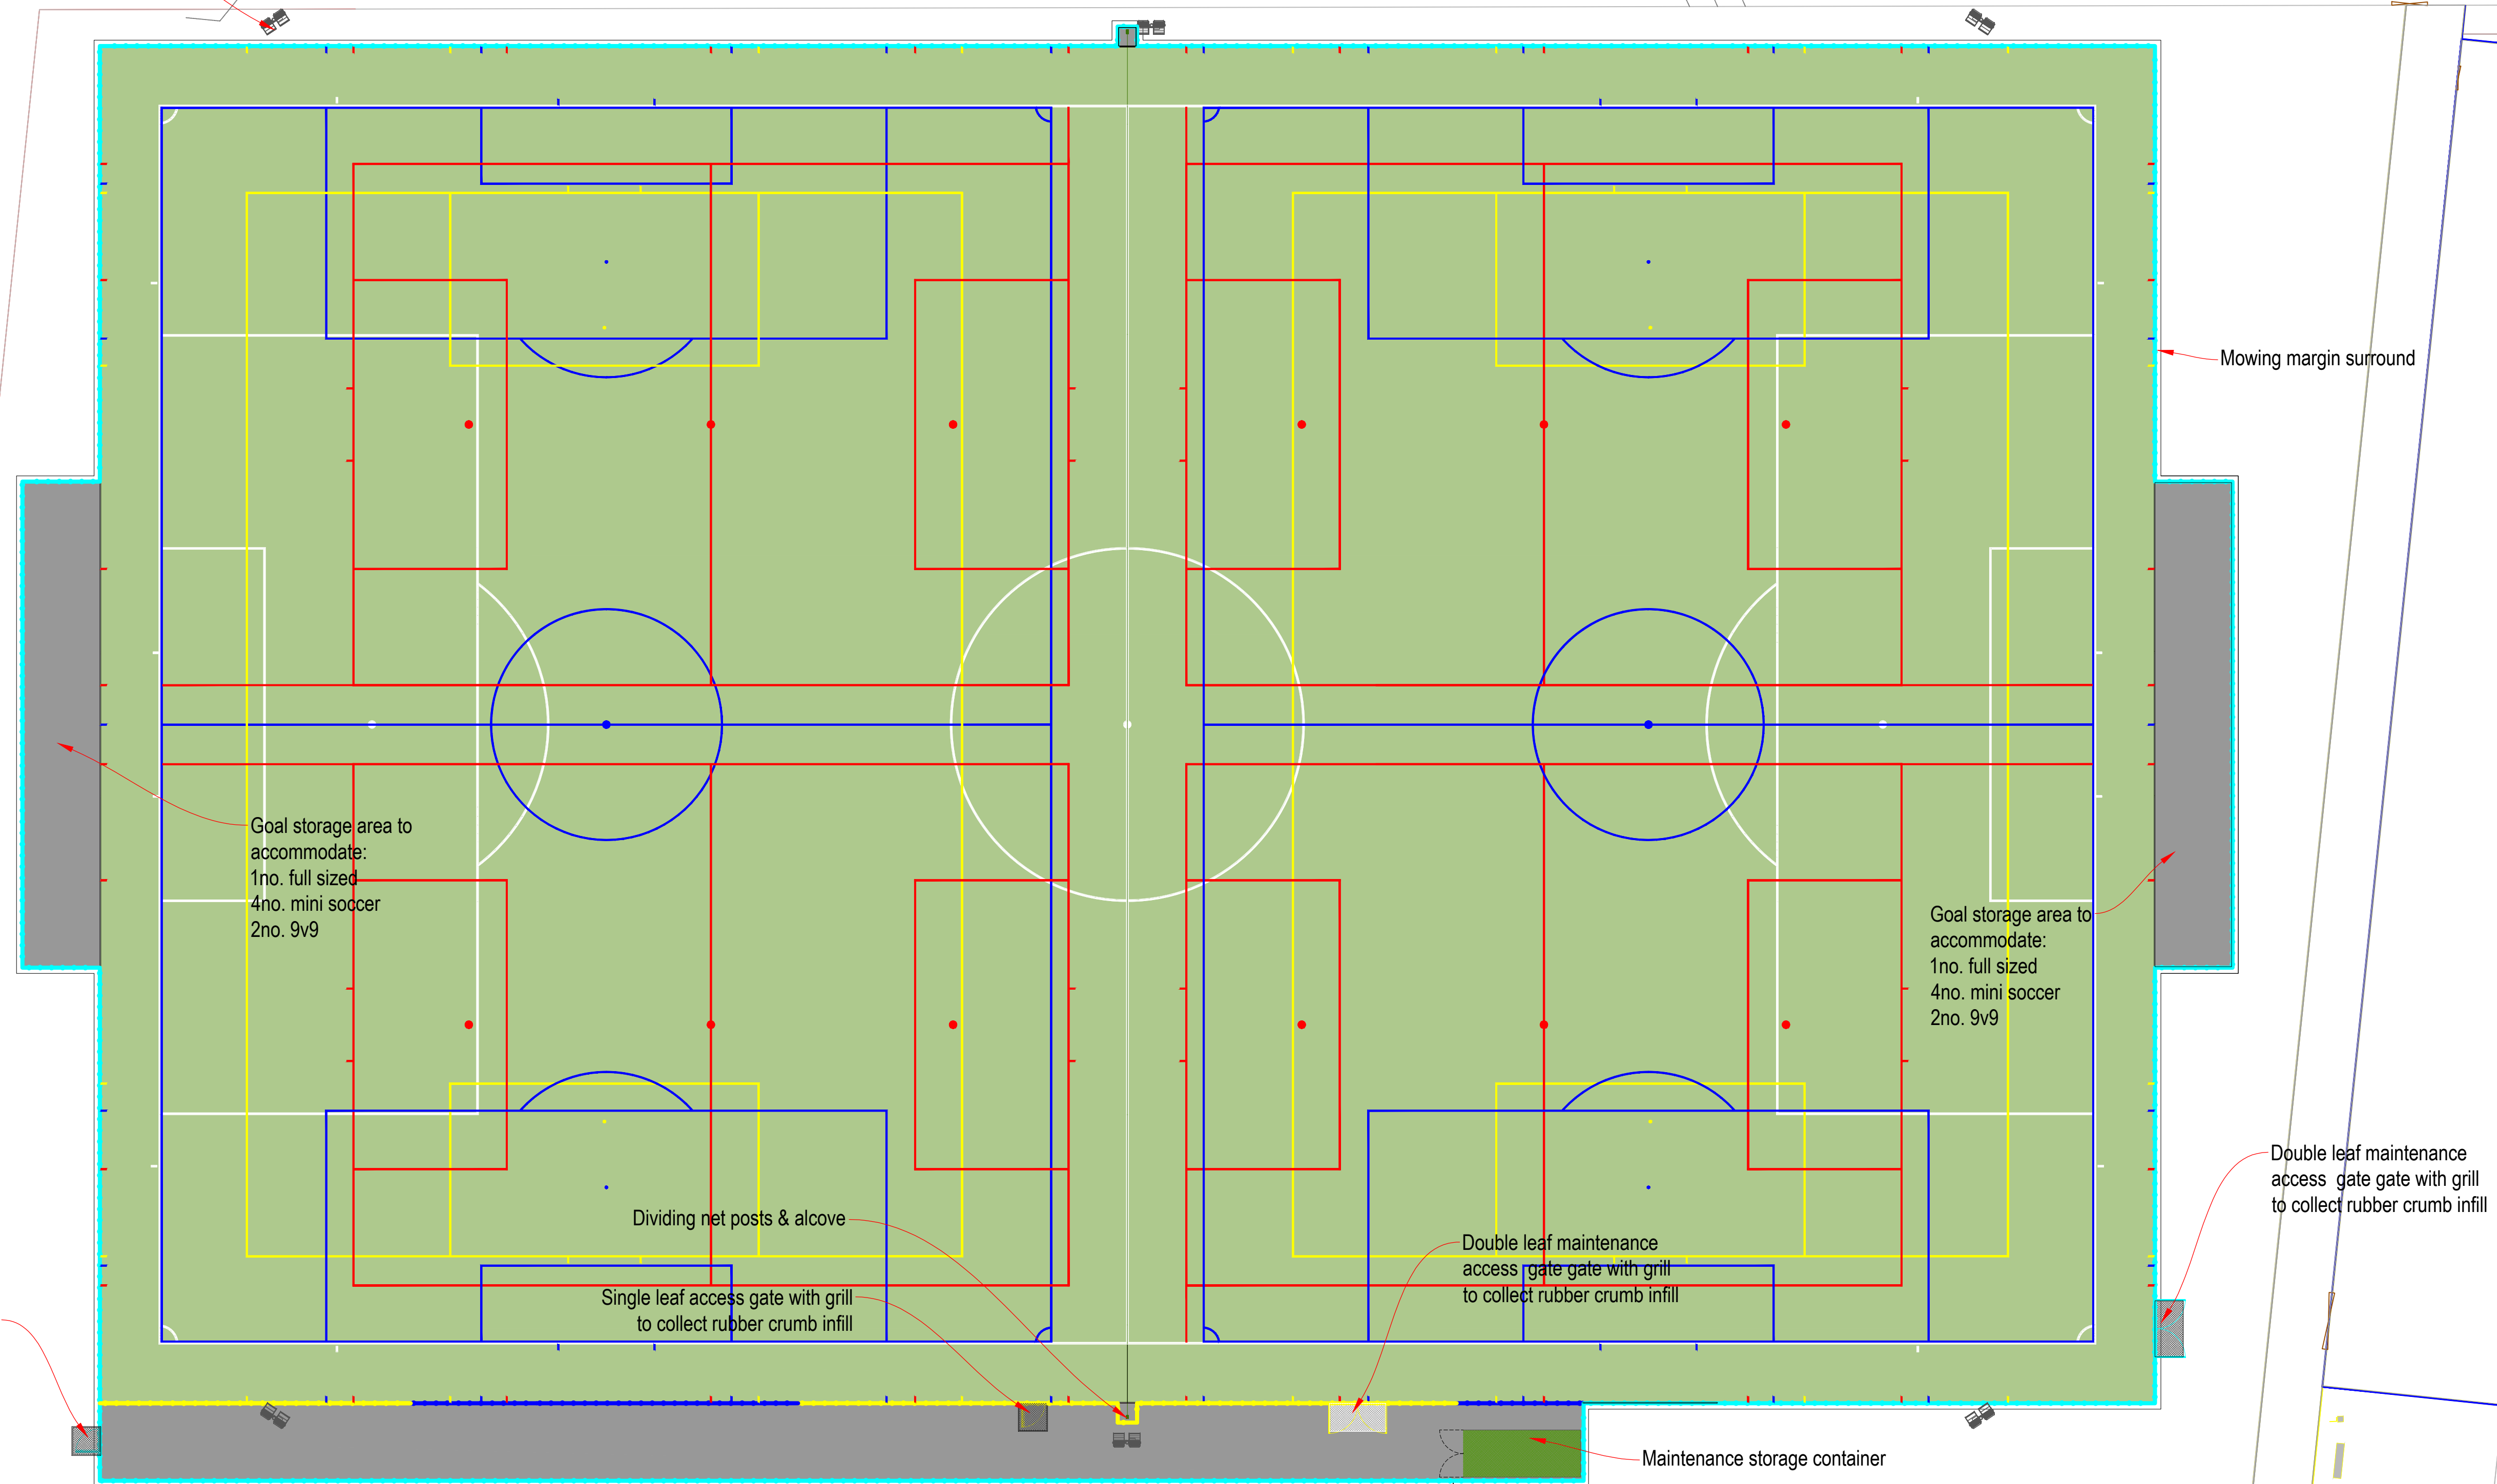 Mowing margin surround
Goal storage area to
accommodate:
1no. full sized
4no. mini soccer
2no. 9v9
Goal storage area to
accommodate:
1no. full sized
4no. mini soccer
2no. 9v9
Double leaf maintenance
access gate gate with grill
to collect rubber crumb infill
Dividing net posts & alcove
Double leaf maintenance
access gate gate with grill
to collect rubber crumb infill
Single leaf access gate with grill
to collect rubber crumb infill
Maintenance storage container